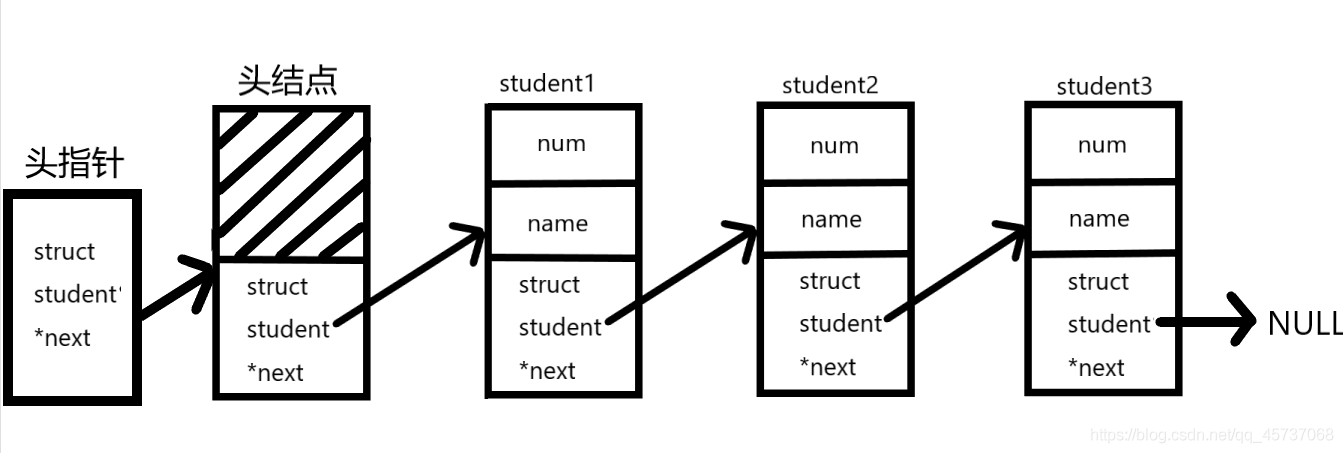 头指针
struct
student
*next
头结点
struct
student
*next
student1
num
name
struct
student
*next
student2
num
name
struct
student
*next
student3
num
name
struct
student
*next
NULL
https://blog.csdn.net/qq_45737068